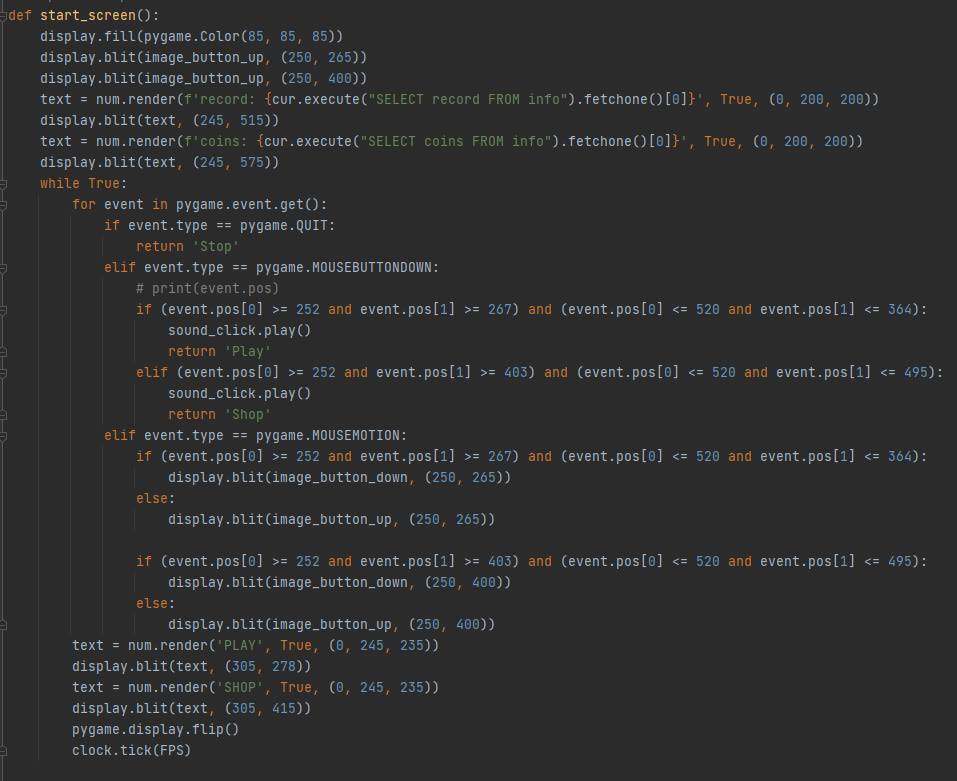 def start_screen():
    display.fill(pygame.Color(85, 85, 85))
    display.blit(image_button_up, (250, 265))
    display.blit(image_button_up, (250, 400))
    text = num.render(f'record: {cur.execute("SELECT record FROM info").fetchone()[0]}', True, (0, 200, 200))
    display.blit(text, (245, 515))
    text = num.render(f'coins: {cur.execute("SELECT coins FROM info").fetchone()[0]}', True, (0, 200, 200))
    display.blit(text, (245, 575))
    while True:
        for event in pygame.event.get():
            if event.type == pygame.QUIT:
                return 'Stop'
            elif event.type == pygame.MOUSEBUTTONDOWN:
                # print(event.pos)
                if (event.pos[0] >= 252 and event.pos[1] >= 267) and (event.pos[0] <= 520 and event.pos[1] <= 364):
                    sound_click.play()
                    return 'Play'
                elif (event.pos[0] >= 252 and event.pos[1] >= 403) and (event.pos[0] <= 520 and event.pos[1] <= 495):
                    sound_click.play()
                    return 'Shop'
            elif event.type == pygame.MOUSEMOTION:
                if (event.pos[0] >= 252 and event.pos[1] >= 267) and (event.pos[0] <= 520 and event.pos[1] <= 364):
                    display.blit(image_button_down, (250, 265))
                else:
                    display.blit(image_button_up, (250, 265))

                if (event.pos[0] >= 252 and event.pos[1] >= 403) and (event.pos[0] <= 520 and event.pos[1] <= 495):
                    display.blit(image_button_down, (250, 400))
                else:
                    display.blit(image_button_up, (250, 400))
        text = num.render('PLAY', True, (0, 245, 235))
        display.blit(text, (305, 278))
        text = num.render('SHOP', True, (0, 245, 235))
        display.blit(text, (305, 415))
        pygame.display.flip()
        clock.tick(FPS)